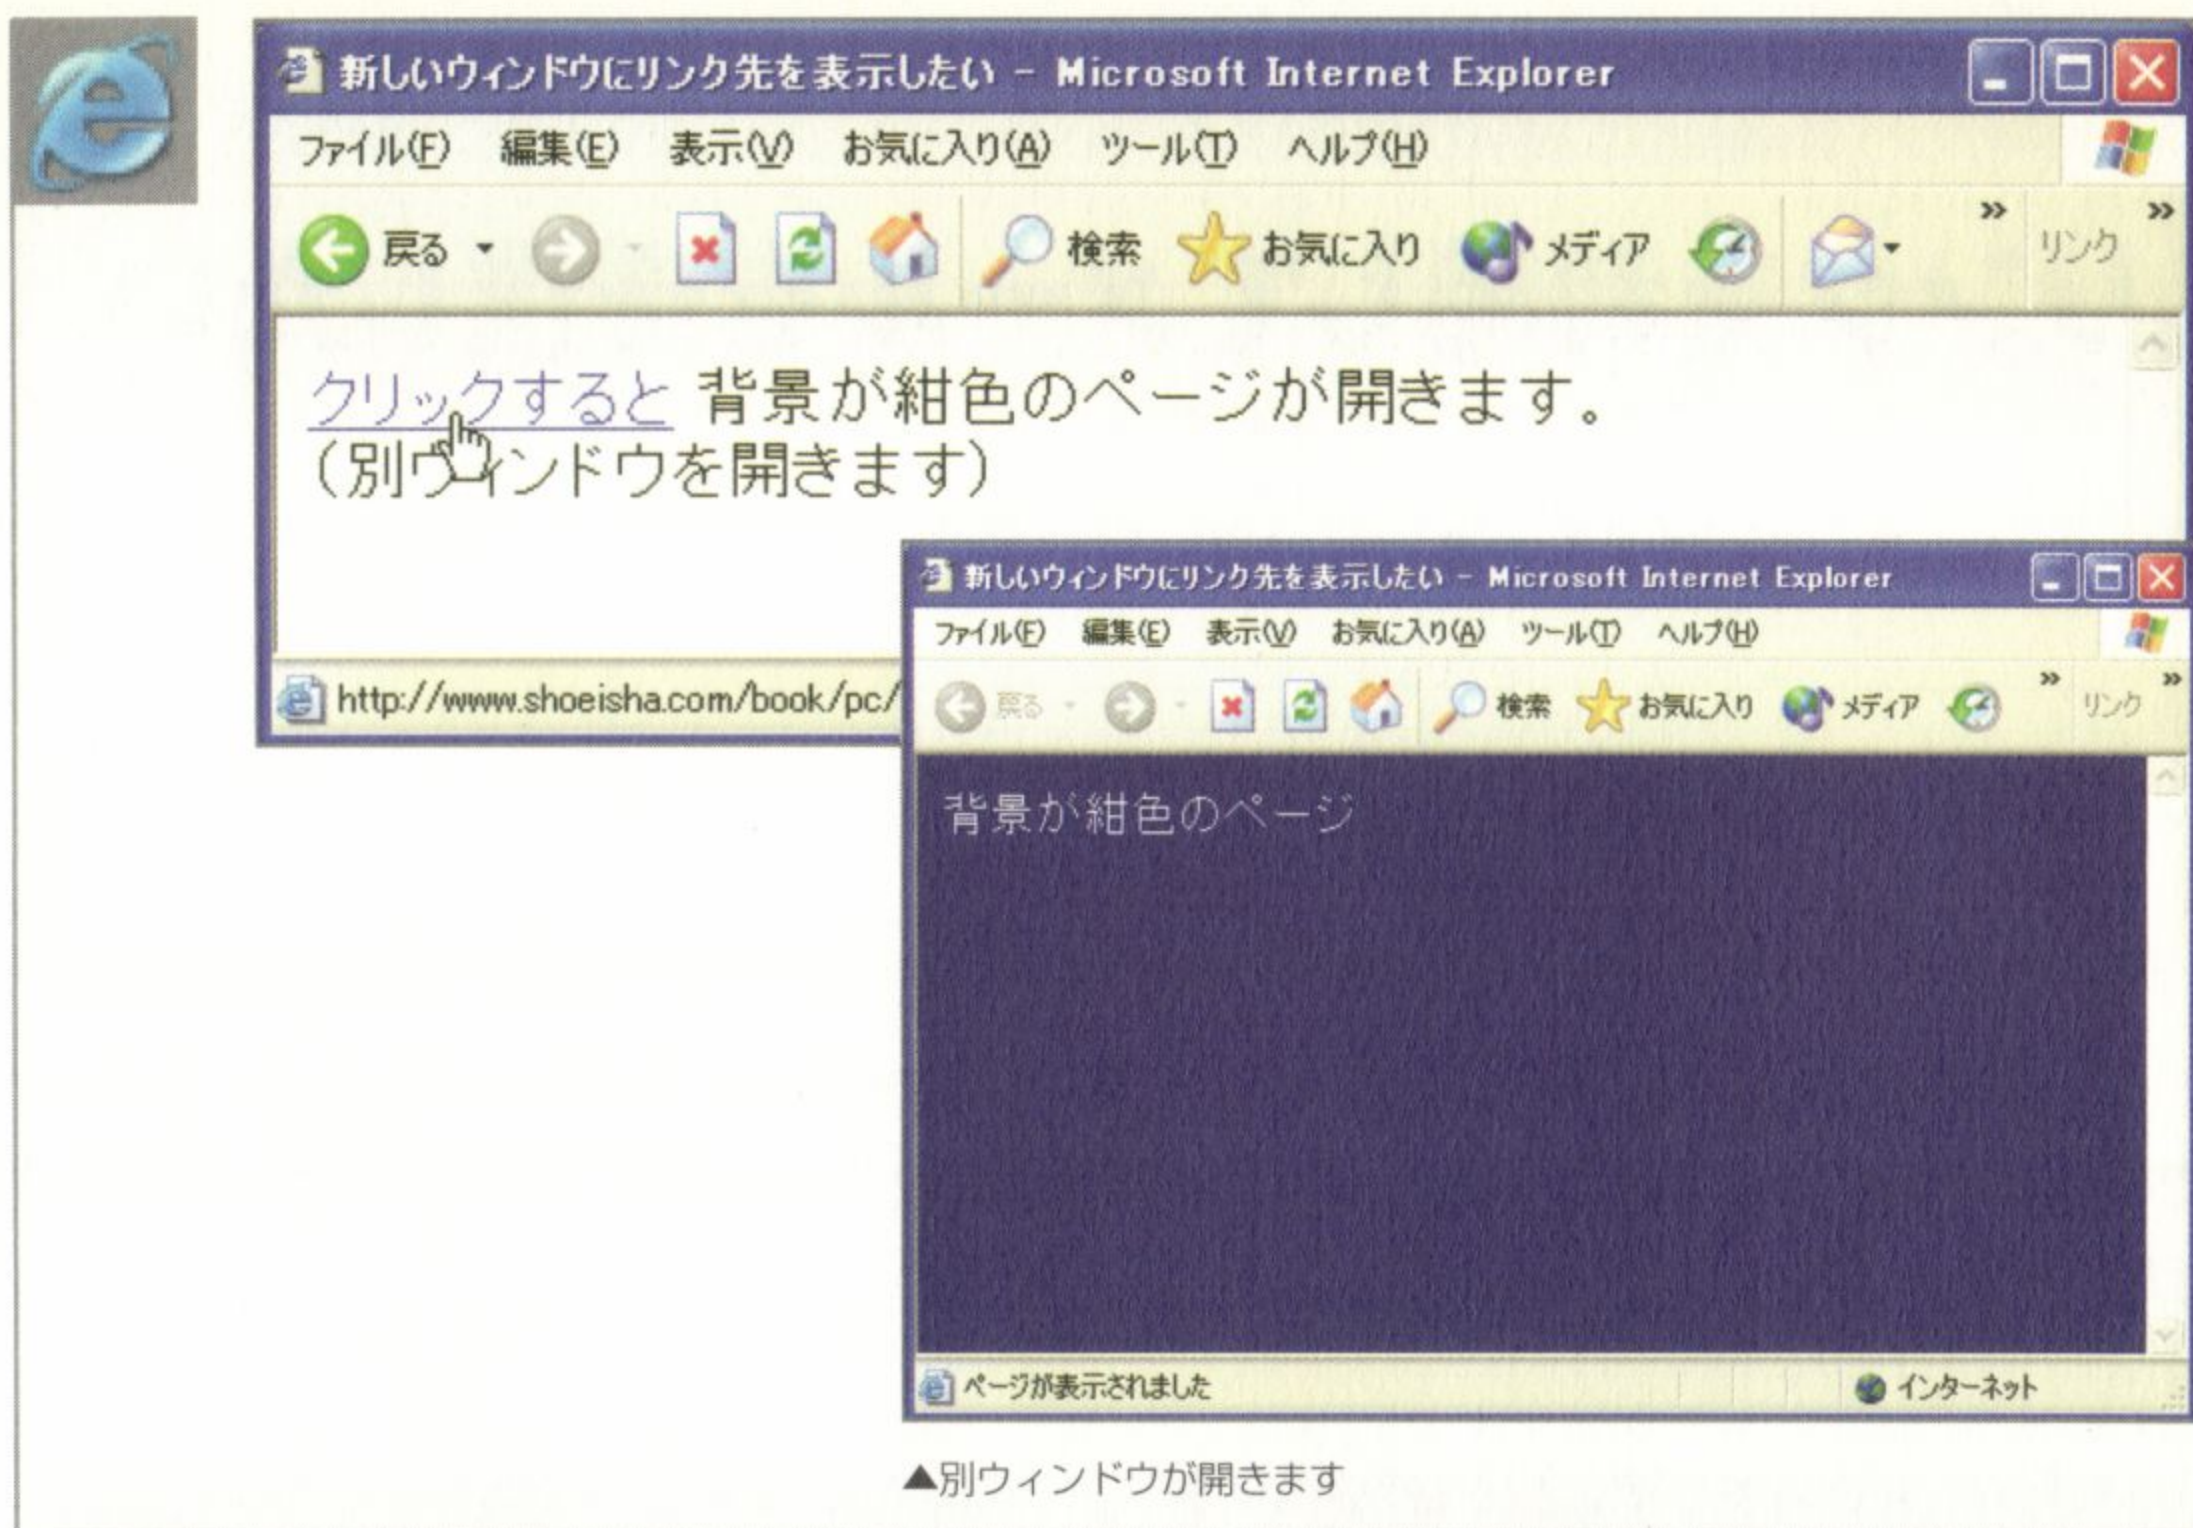 新しいウィンドウにリンク先を表示したい - Microsoft Internet Explorer
ファイル(F) 編集(E) 表示(V) お気に入り(A) ツール(T) ヘルプ(H)
戻る 検索 お気に入り メディア » リンク »
クリックすると 背景が紺色のページが開きます。
(別ウィンドウを開きます)
http://www.shoeisha.com/book/pc/
新しいウィンドウにリンク先を表示したい - Microsoft Internet Explorer
ファイル(F) 編集(E) 表示(V) お気に入り(A) ツール(T) ヘルプ(H)
戻る 検索 お気に入り メディア » リンク »
背景が紺色のページ
ページが表示されました インターネット
▲別ウィンドウが開きます